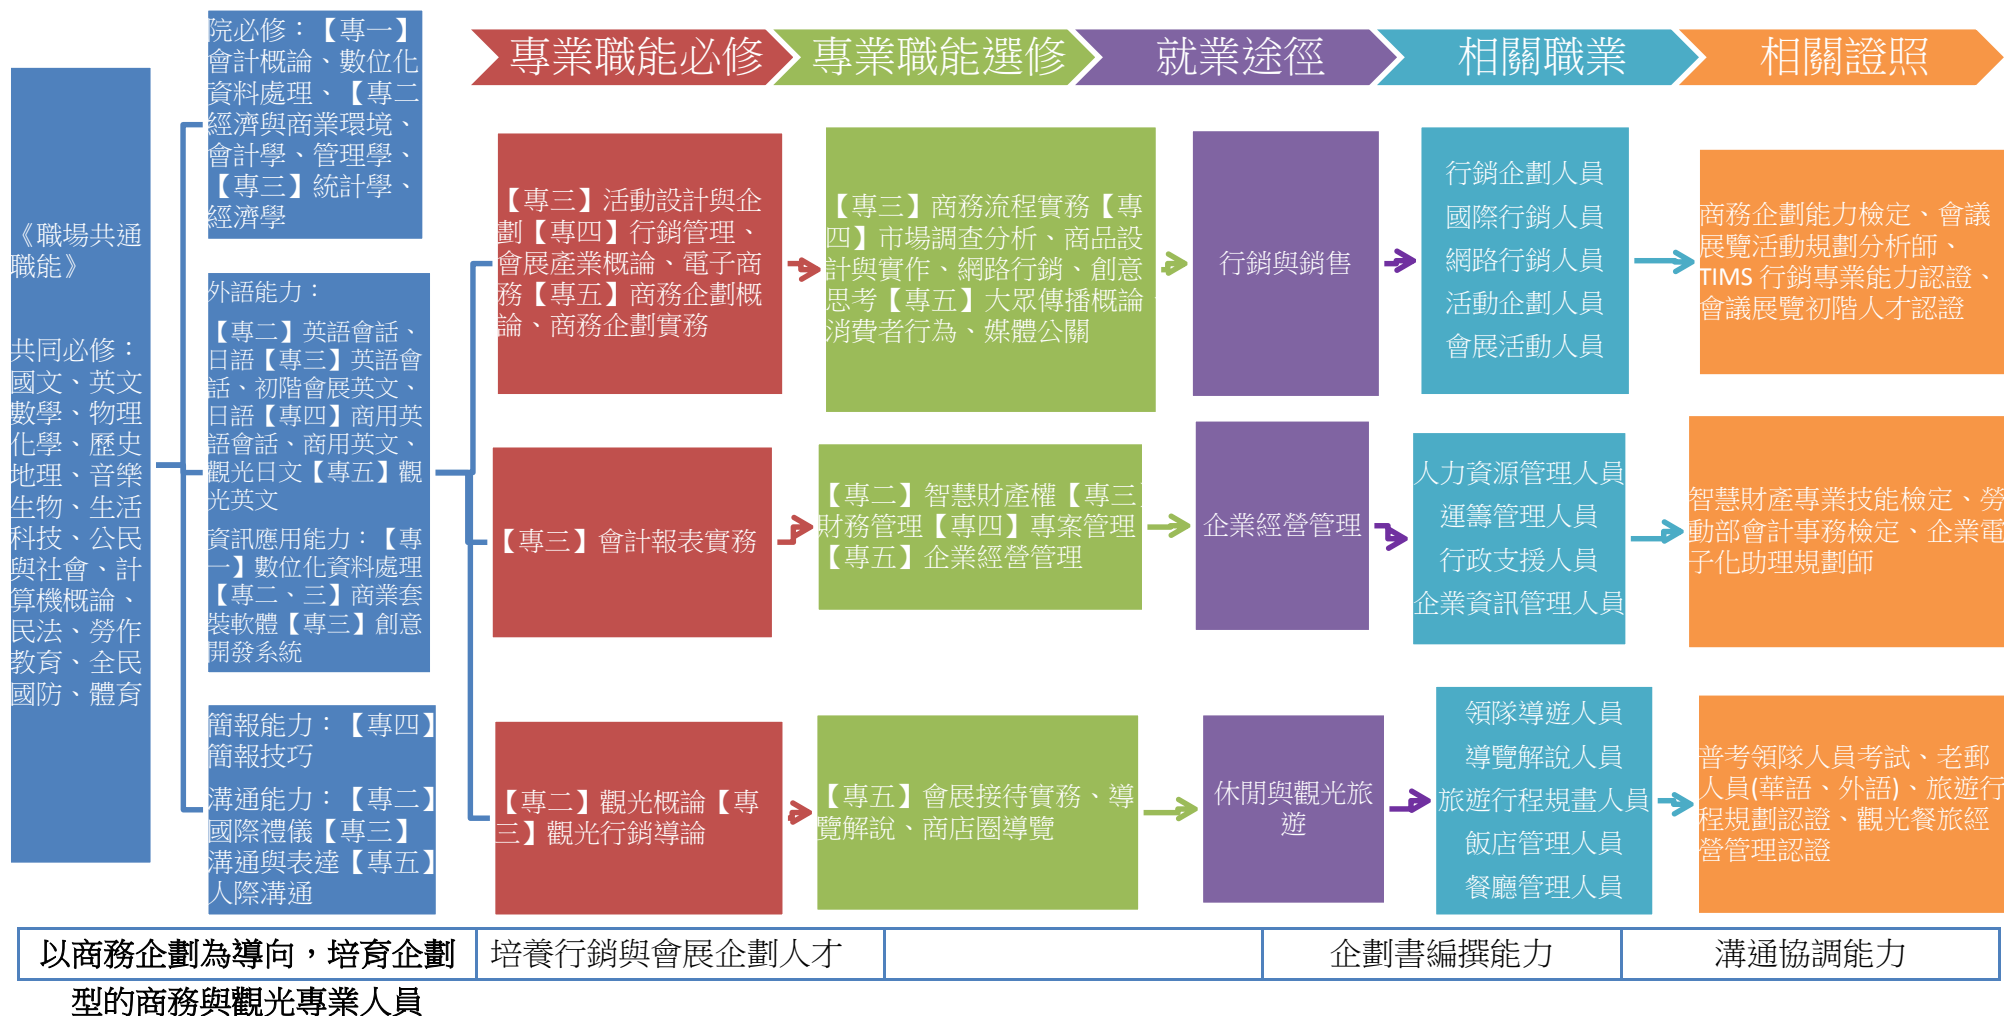 《職場共通
職能》
共同必修：
國文、英文
數學、物理
化學、歷史
地理、音樂
生物、生活
科技、公民
與社會、計
算機概論、
民法、勞作
教育、全民
國防、體育
院必修：【專一】
會計概論、數位化
資料處理、【專二
經濟與商業環境、
會計學、管理學、
【專三】統計學、
經濟學
外語能力：
【專二】英語會話、
日語【專三】英語會
話、初階會展英文、
日語【專四】商用英
語會話、商用英文、
觀光日文【專五】觀
光英文
資訊應用能力：【專
一】數位化資料處理
【專二、三】商業套
裝軟體【專三】創意
開發系統
簡報能力：【專四】
簡報技巧
溝通能力：【專二】
國際禮儀【專三】
溝通與表達【專五】
人際溝通
專業職能必修
專業職能選修
就業途徑
相關職業
相關證照
【專三】活動設計與企
劃【專四】行銷管理、
會展產業概論、電子商
務【專五】商務企劃概
論、商務企劃實務
【專三】商務流程實務【專
四】市場調查分析、商品設
計與實作、網路行銷、創意
思考【專五】大眾傳播概論、
消費者行為、媒體公關
行銷與銷售
行銷企劃人員
國際行銷人員
網路行銷人員
活動企劃人員
會展活動人員
商務企劃能力檢定、會議
展覽活動規劃分析師、
TIMS 行銷專業能力認證、
會議展覽初階人才認證
【專三】會計報表實務
【專二】智慧財產權【專三】
財務管理【專四】專案管理
【專五】企業經營管理
企業經營管理
人力資源管理人員
運籌管理人員
行政支援人員
企業資訊管理人員
智慧財產專業技能檢定、勞
動部會計事務檢定、企業電
子化助理規劃師
【專二】觀光概論【專
三】觀光行銷導論
【專五】會展接待實務、導
覽解說、商店圈導覽
休閒與觀光旅
遊
領隊導遊人員
導覽解說人員
旅遊行程規畫人員
飯店管理人員
餐廳管理人員
普考領隊人員考試、老郵
人員(華語、外語)、旅遊行
程規劃認證、觀光餐旅經
營管理認證
以商務企劃為導向，培育企劃
型的商務與觀光專業人員
培養行銷與會展企劃人才
企劃書編撰能力
溝通協調能力